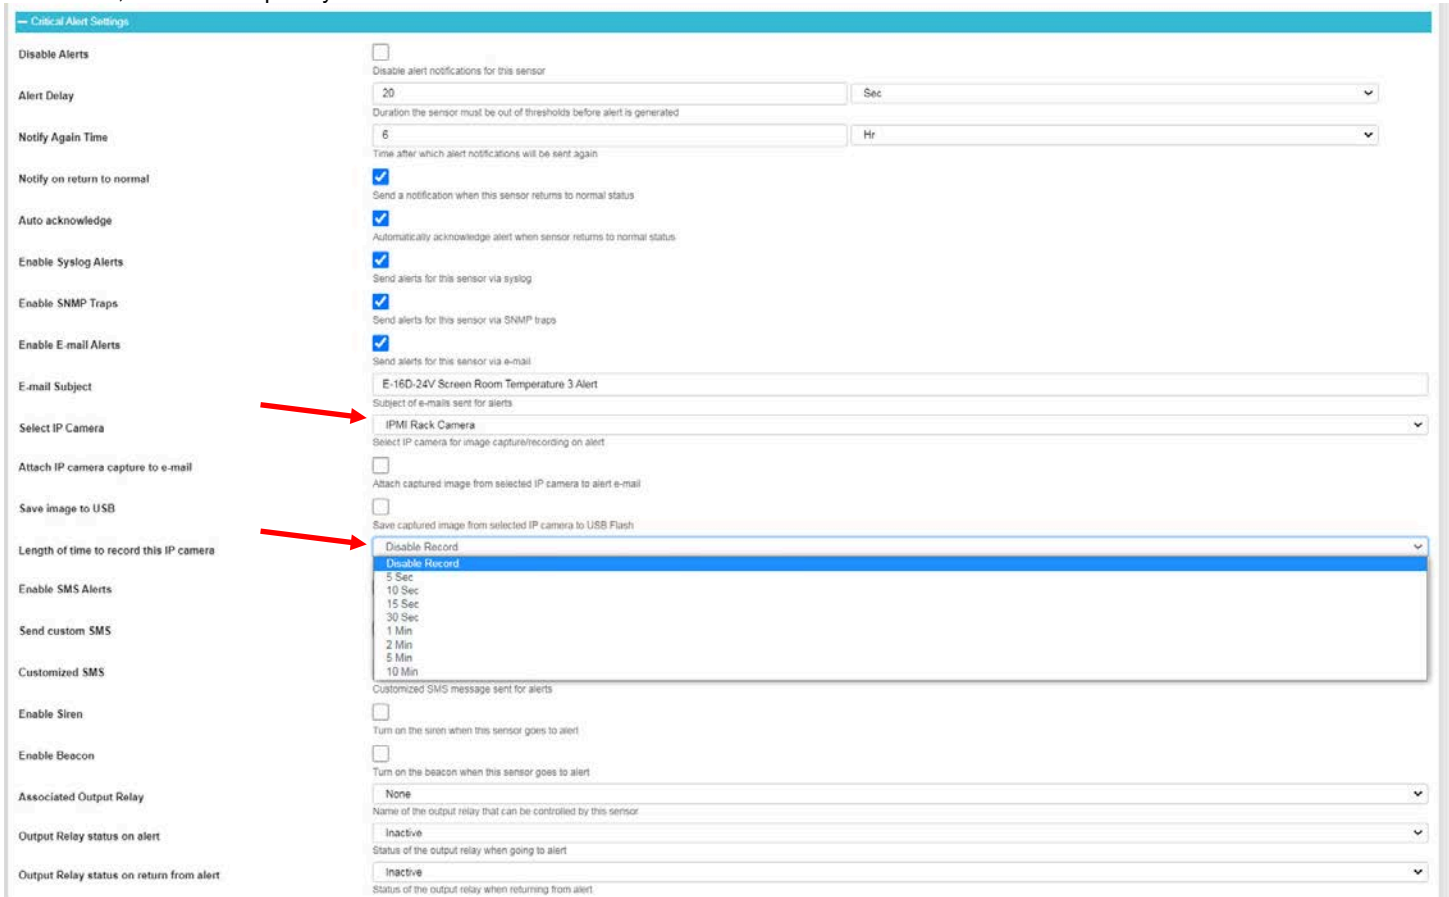 — Critical Alert Settings
Disable Alerts
Disable alert notifications for this sensor
Alert Delay
20
Sec
Duration the sensor must be out of thresholds before alert is generated
Notify Again Time
6
Hr
Time after which alert notifications will be sent again
Notify on return to normal
Send a notification when this sensor returns to normal status
Auto acknowledge
Automatically acknowledge alert when sensor returns to normal status
Enable Syslog Alerts
Send alerts for this sensor via syslog
Enable SNMP Traps
Send alerts for this sensor via SNMP traps
Enable E-mail Alerts
Send alerts for this sensor via e-mail
E-mail Subject
E-16D-24V Screen Room Temperature 3 Alert
Subject of e-mails sent for alerts
Select IP Camera
IPMI Rack Camera
Select IP camera for image capture/recording on alert
Attach IP camera capture to e-mail
Attach captured image from selected IP camera to alert e-mail
Save image to USB
Save captured image from selected IP camera to USB Flash
Length of time to record this IP camera
Disable Record
Disable Record
5 Sec
10 Sec
15 Sec
30 Sec
1 Min
2 Min
5 Min
10 Min
Enable SMS Alerts
Send custom SMS
Customized SMS
Customized SMS message sent for alerts
Enable Siren
Turn on the siren when this sensor goes to alert
Enable Beacon
Turn on the beacon when this sensor goes to alert
Associated Output Relay
None
Name of the output relay that can be controlled by this sensor
Output Relay status on alert
Inactive
Status of the output relay when going to alert
Output Relay status on return from alert
Inactive
Status of the output relay when returning from alert